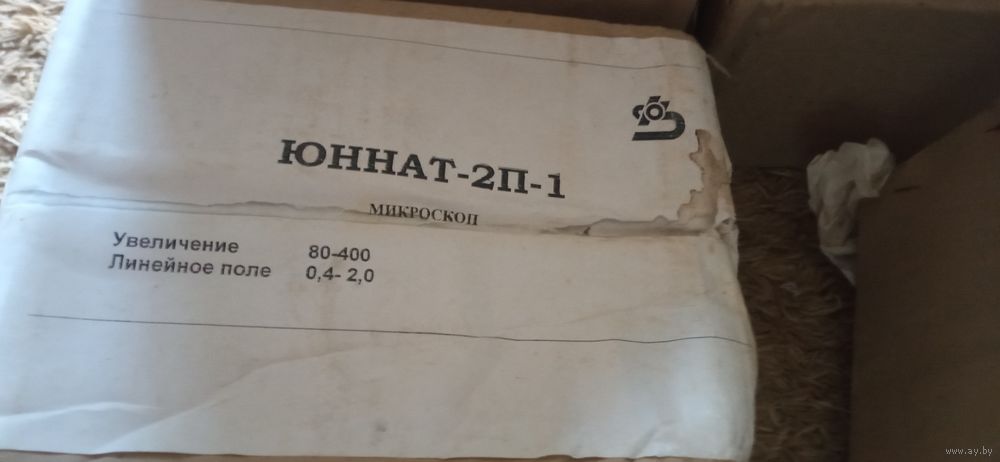 ЮННАТ-2П-1
МИКРОСКОП
Увеличение 80-400
Линейное поле 0,4- 2,0
www.ay.by